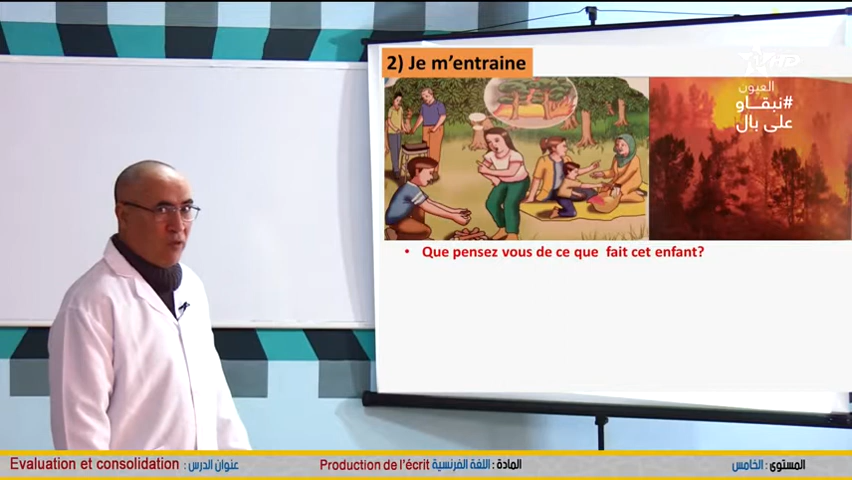 2) Je m'entraine
HD
العيون
#نبقاو
على بال
• Que pensez vous de ce que fait cet enfant?
Evaluation et consolidation عنوان الدرس :
Production de l'écrit المادة : اللغة الفرنسية
المستوى : الخامس